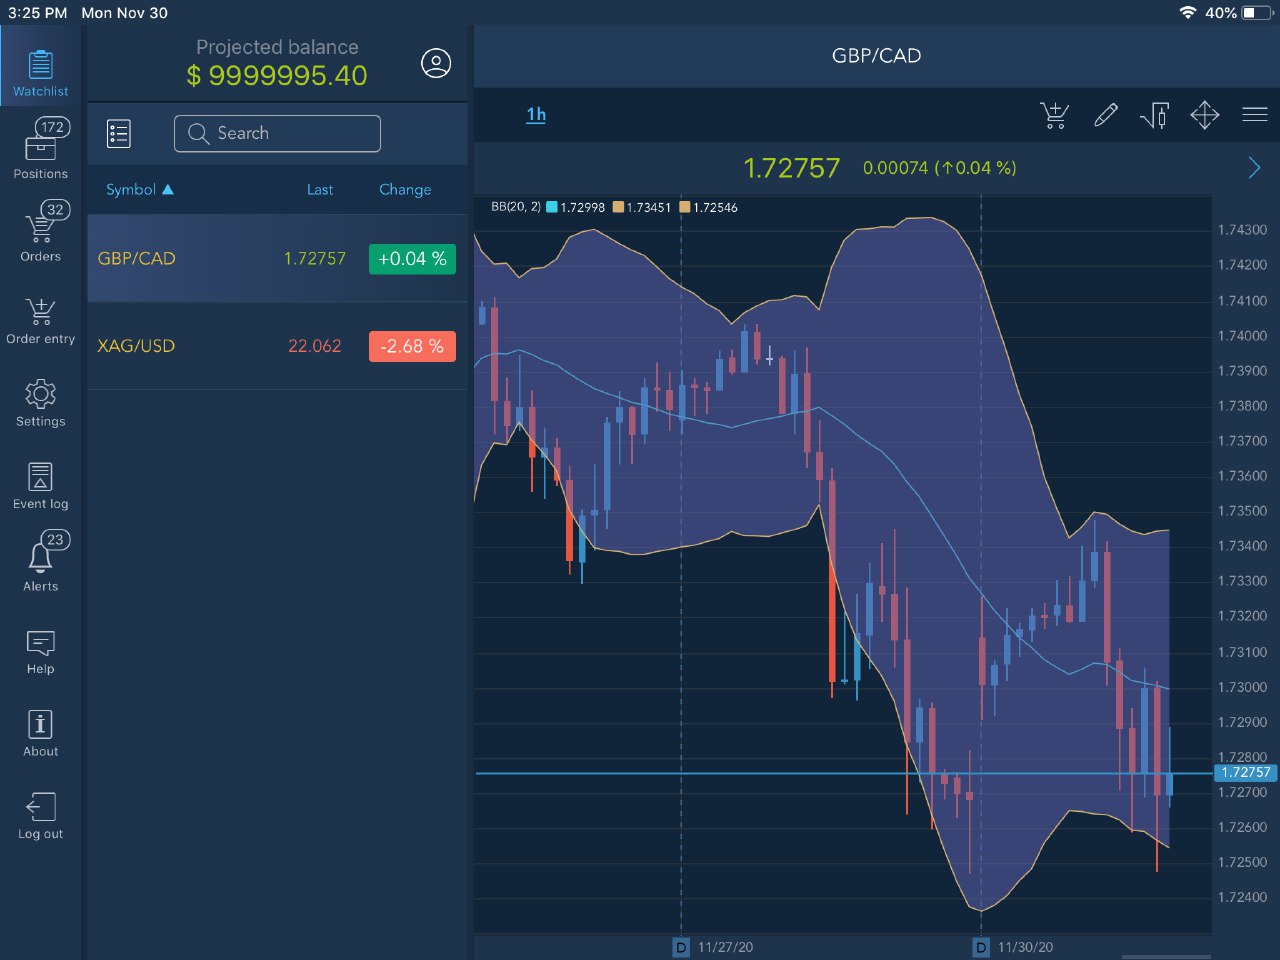 3:25 PM Mon Nov 30
40%
Watchlist
172
Positions
32
Orders
Order entry
Settings
Event log
23
Alerts
Help
About
Log out
Projected balance
$ 9999995.40
Search
Symbol ▲ Last Change
GBP/CAD 1.72757 +0.04 %
XAG/USD 22.062 -2.68 %
GBP/CAD
1h
1.72757 0.00074 (↑0.04 %)
BB(20, 2) 1.72998 1.73451 1.72546
1.74300
1.74200
1.74100
1.74000
1.73900
1.73800
1.73700
1.73600
1.73500
1.73400
1.73300
1.73200
1.73100
1.73000
1.72900
1.72800
1.72757
1.72700
1.72600
1.72500
1.72400
D 11/27/20 D 11/30/20